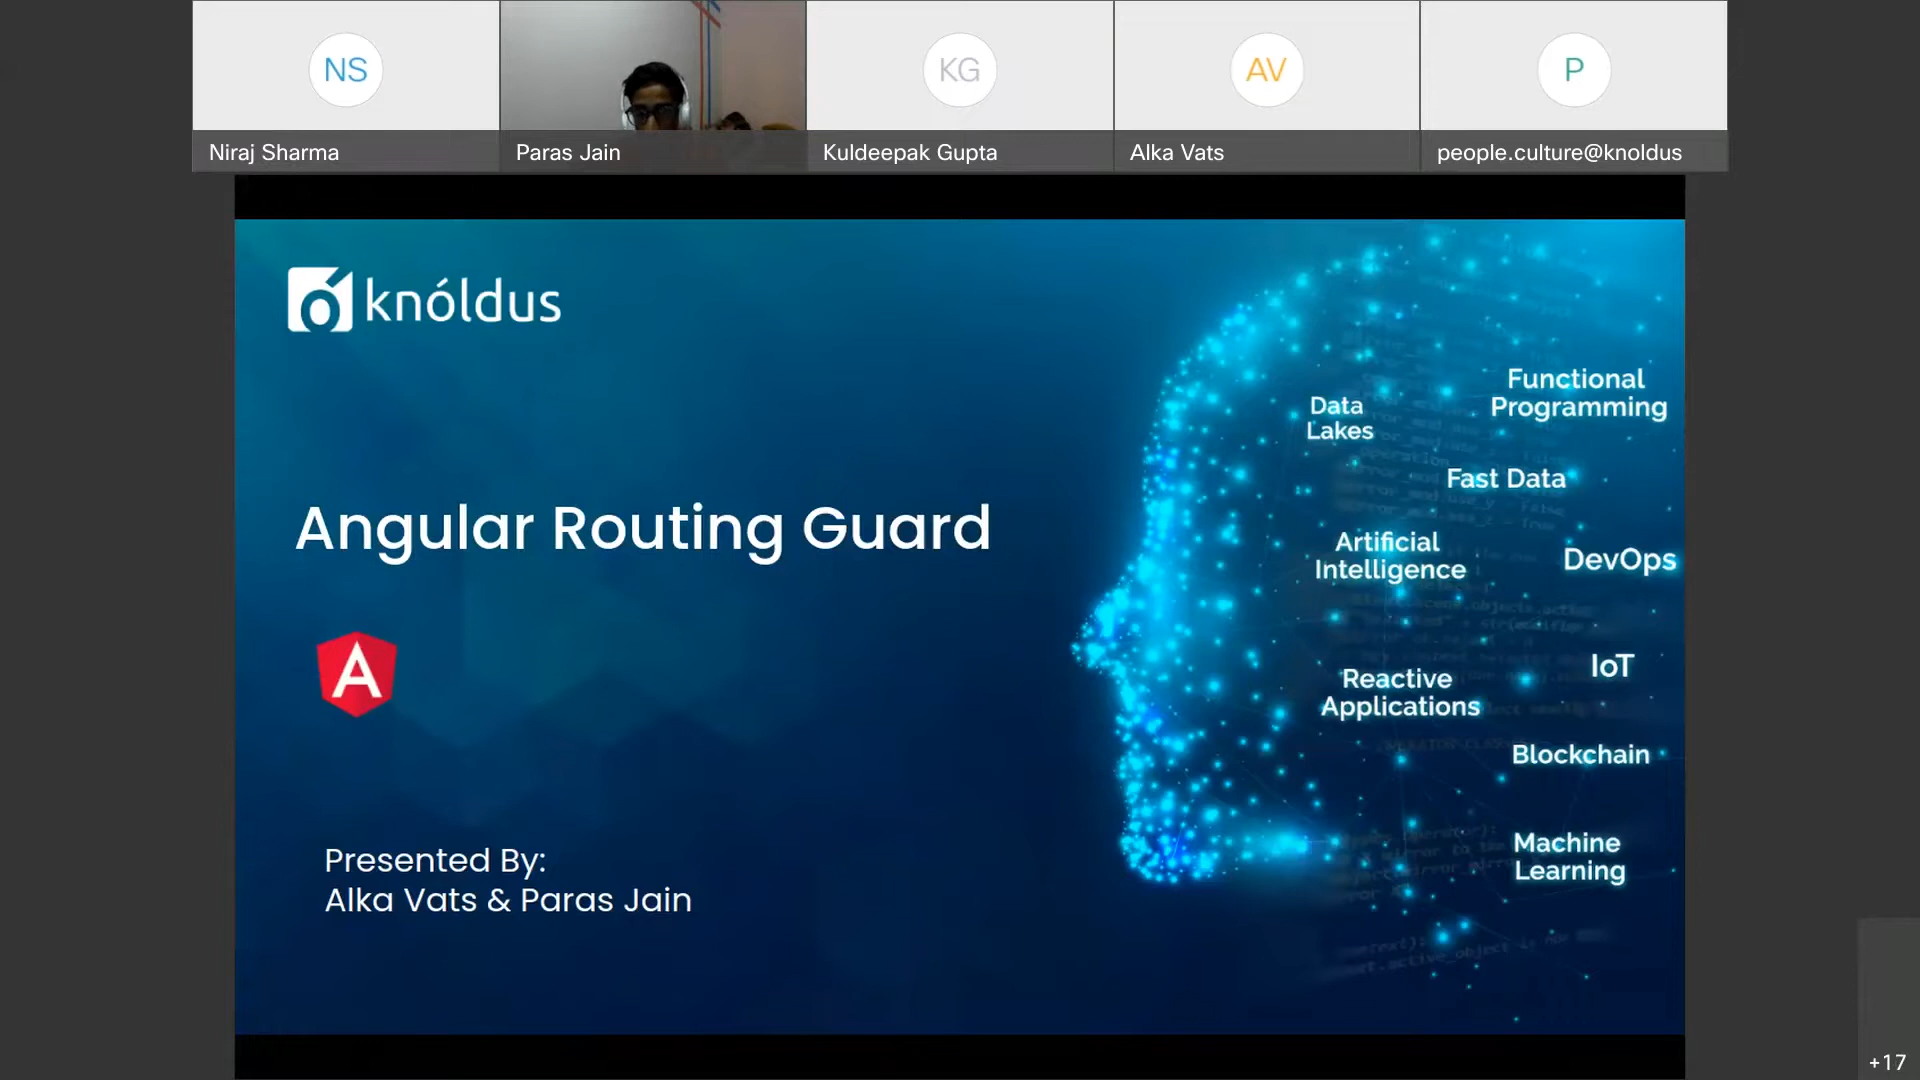 NS
KG
AV
P
Niraj Sharma
Paras Jain
Kuldeepak Gupta
Alka Vats
people.culture@knoldus
knóldus
Functional
Programming
Data
Lakes
Fast Data
Angular Routing Guard
Artificial
Intelligence
DevOps
A
IoT
Reactive
Applications
Blockchain
Machine
Learning
Presented By:
Alka Vats & Paras Jain
+17